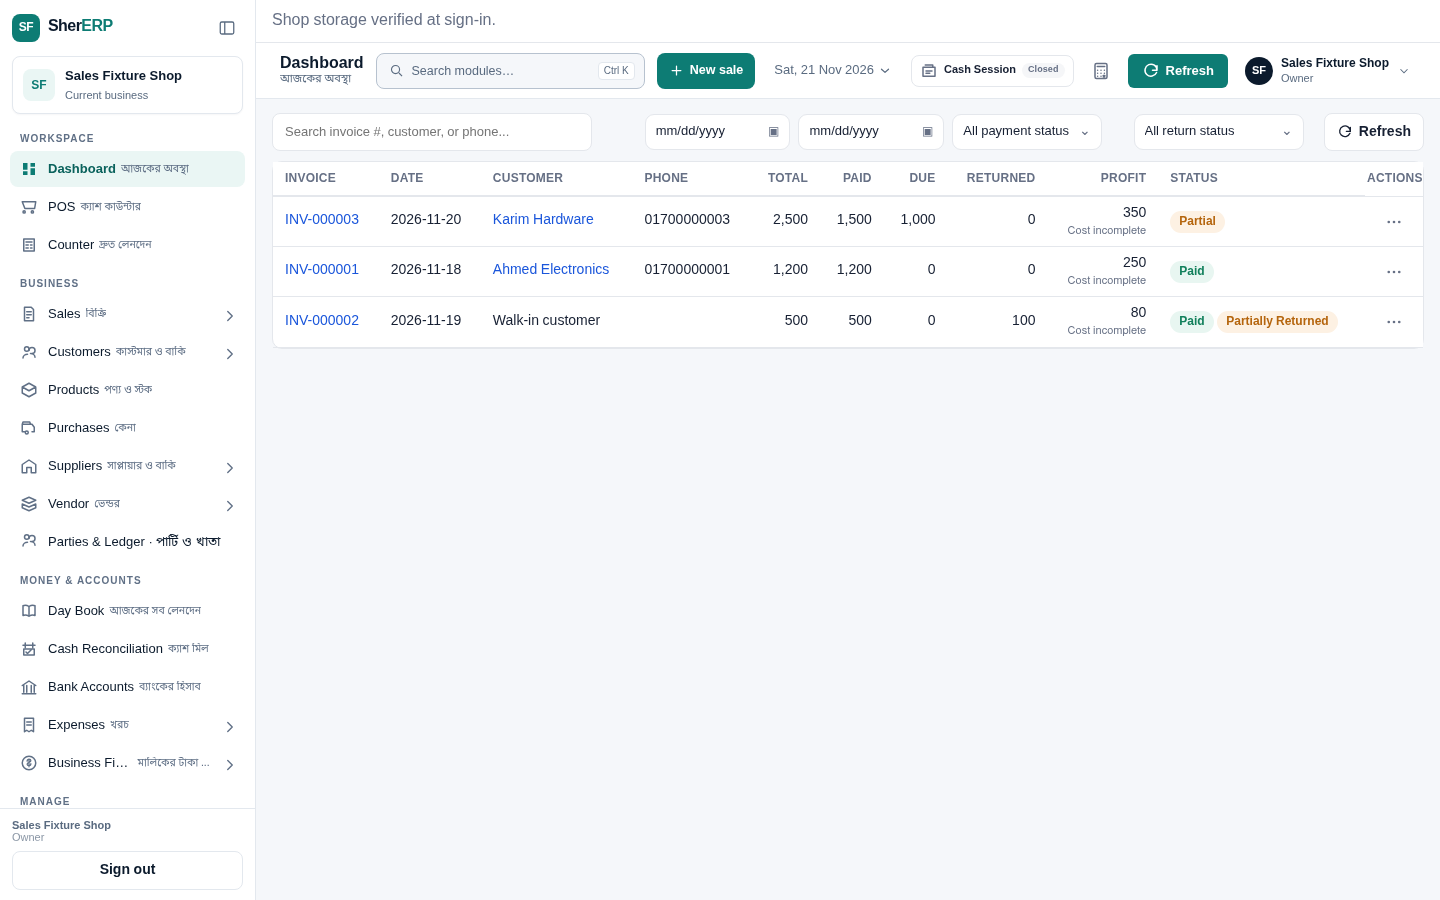 SF SherERP
SF Sales Fixture Shop
Current business
WORKSPACE
Dashboard আজকের অবস্থা
POS ক্যাশ কাউন্টার
Counter দ্রুত লেনদেন
BUSINESS
Sales বিক্রি
Customers কাস্টমার ও বাকি
Products পণ্য ও স্টক
Purchases কেনা
Suppliers সাপ্লায়ার ও বাকি
Vendor ভেন্ডর
Parties & Ledger · পার্টি ও খাতা
MONEY & ACCOUNTS
Day Book আজকের সব লেনদেন
Cash Reconciliation ক্যাশ মিল
Bank Accounts ব্যাংকের হিসাব
Expenses খরচ
Business Fi... মালিকের টাকা ...
MANAGE
Sales Fixture Shop
Owner
Sign out
Shop storage verified at sign-in.
Dashboard
আজকের অবস্থা
Search modules… Ctrl K
New sale
Sat, 21 Nov 2026
Cash Session Closed
Refresh
SF Sales Fixture Shop
Owner
Search invoice #, customer, or phone...
mm/dd/yyyy mm/dd/yyyy All payment status All return status Refresh
INVOICE DATE CUSTOMER PHONE TOTAL PAID DUE RETURNED PROFIT STATUS ACTIONS
INV-000003 2026-11-20 Karim Hardware 01700000003 2,500 1,500 1,000 0 350 Partial ...
Cost incomplete
INV-000001 2026-11-18 Ahmed Electronics 01700000001 1,200 1,200 0 0 250 Paid ...
Cost incomplete
INV-000002 2026-11-19 Walk-in customer 500 500 0 100 80 Paid Partially Returned ...
Cost incomplete